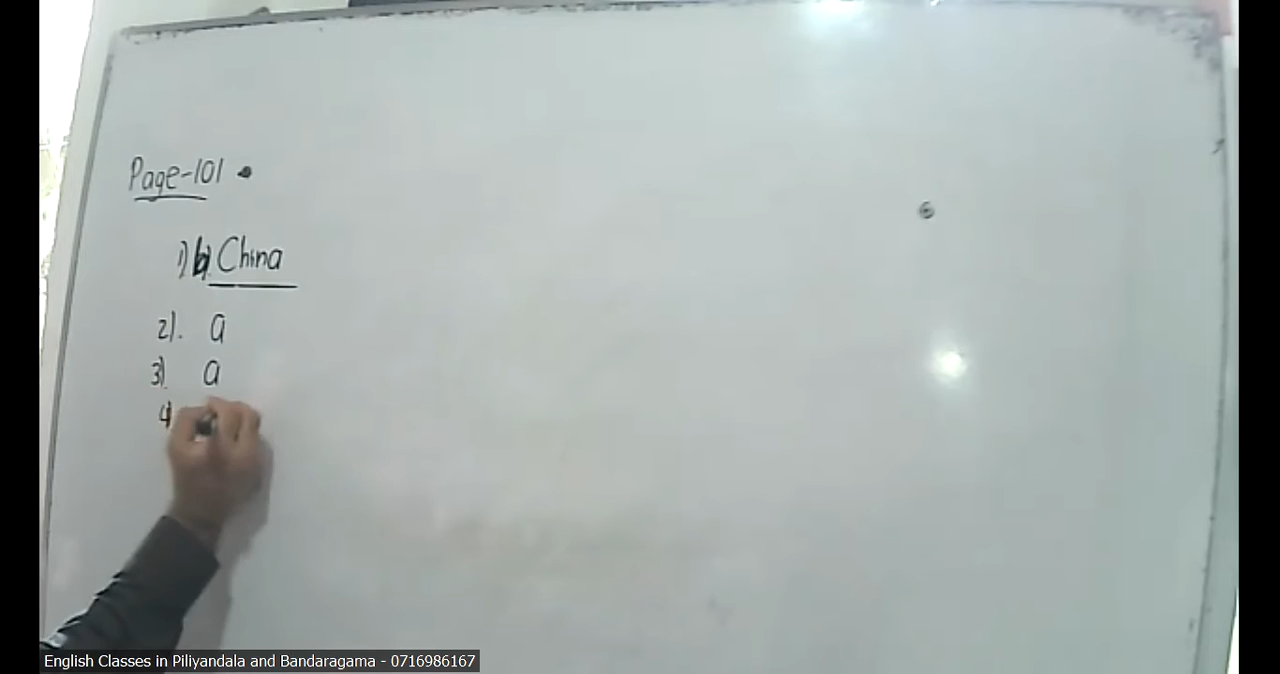 Page-101
1) b). China
2). a
3). a
4)
English Classes in Piliyandala and Bandaragama - 0716986167